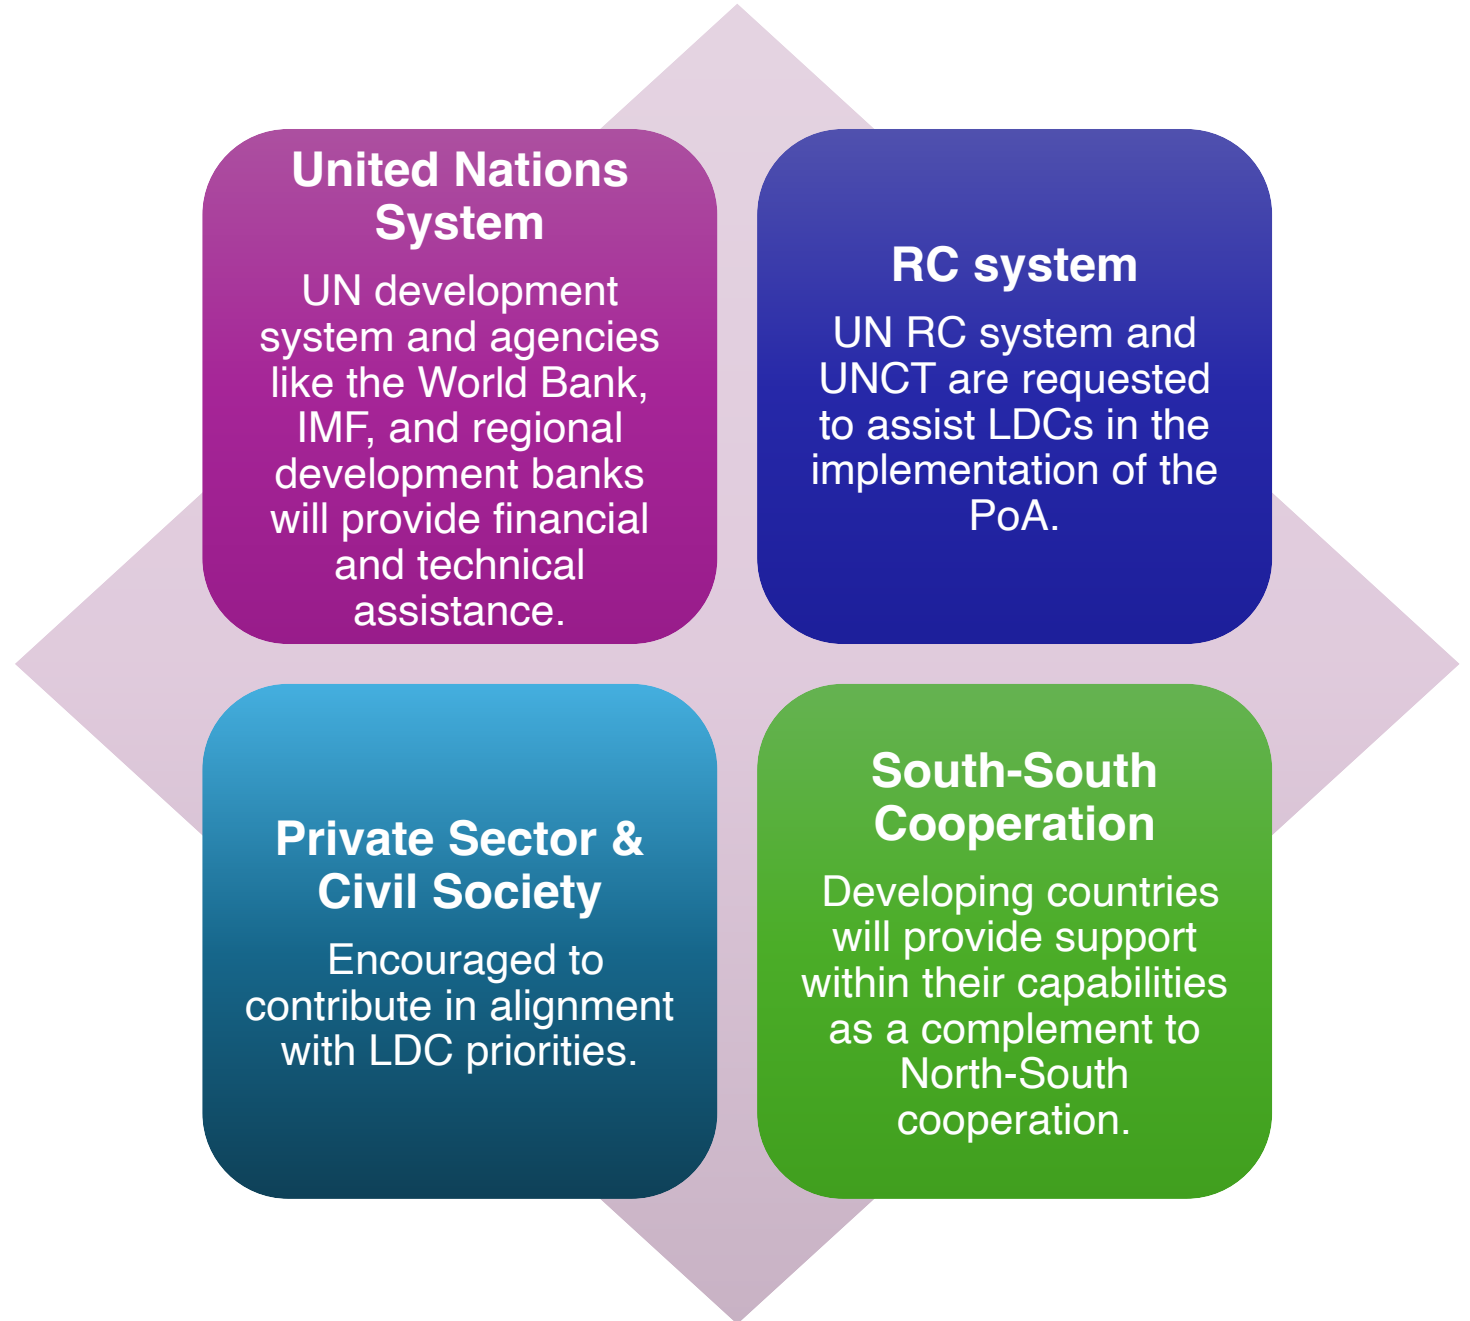 United Nations
System
UN development
system and agencies
like the World Bank,
IMF, and regional
development banks
will provide financial
and technical
assistance.
RC system
UN RC system and
UNCT are requested
to assist LDCs in the
implementation of the
PoA.
Private Sector &
Civil Society
Encouraged to
contribute in alignment
with LDC priorities.
South-South
Cooperation
Developing countries
will provide support
within their capabilities
as a complement to
North-South
cooperation.